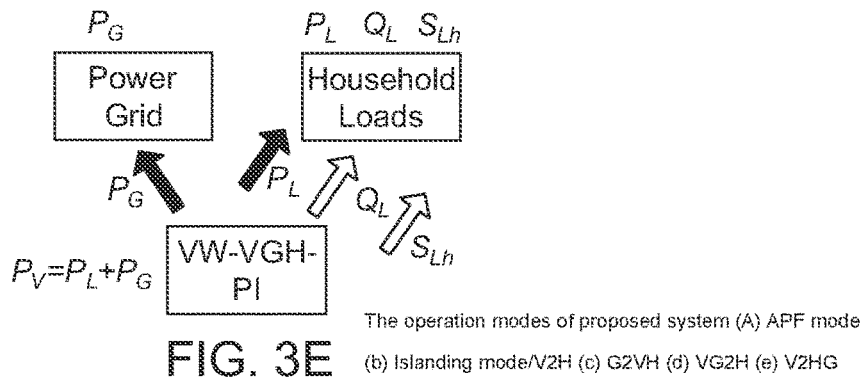 P_G
P_L Q_L S_Lh
Power
Grid
Household
Loads
P_G
P_L
Q_L
S_Lh
P_V=P_L+P_G
VW-VGH-
PI
FIG. 3E
The operation modes of proposed system (A) APF mode
(b) Islanding mode/V2H (c) G2VH (d) VG2H (e) V2HG